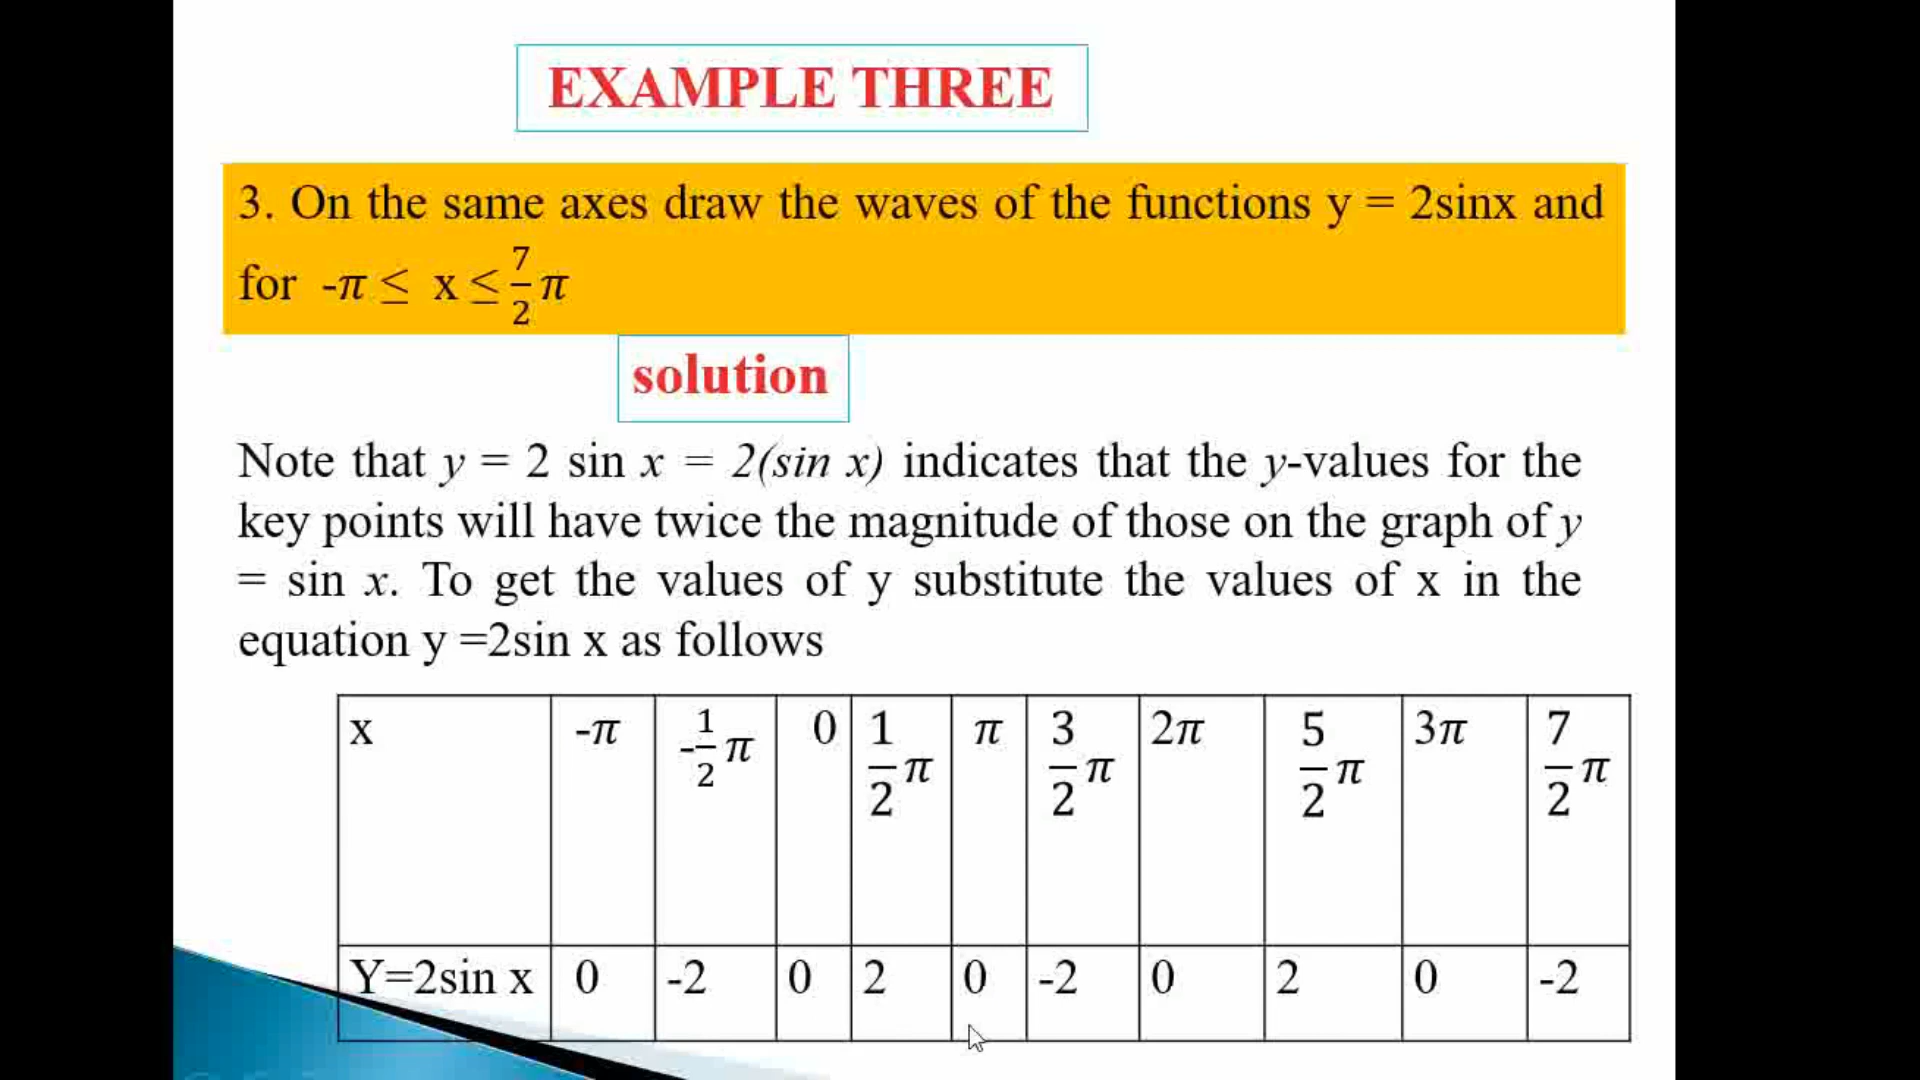 EXAMPLE THREE
3. On the same axes draw the waves of the functions y = 2sinx and
for -π ≤ x ≤ 7/2 π
solution
Note that y = 2 sin x = 2(sin x) indicates that the y-values for the
key points will have twice the magnitude of those on the graph of y
= sin x. To get the values of y substitute the values of x in the
equation y =2sin x as follows
x -π -1/2 π 0 1/2 π π 3/2 π 2π 5/2 π 3π 7/2 π
Y=2sin x 0 -2 0 2 0 -2 0 2 0 -2